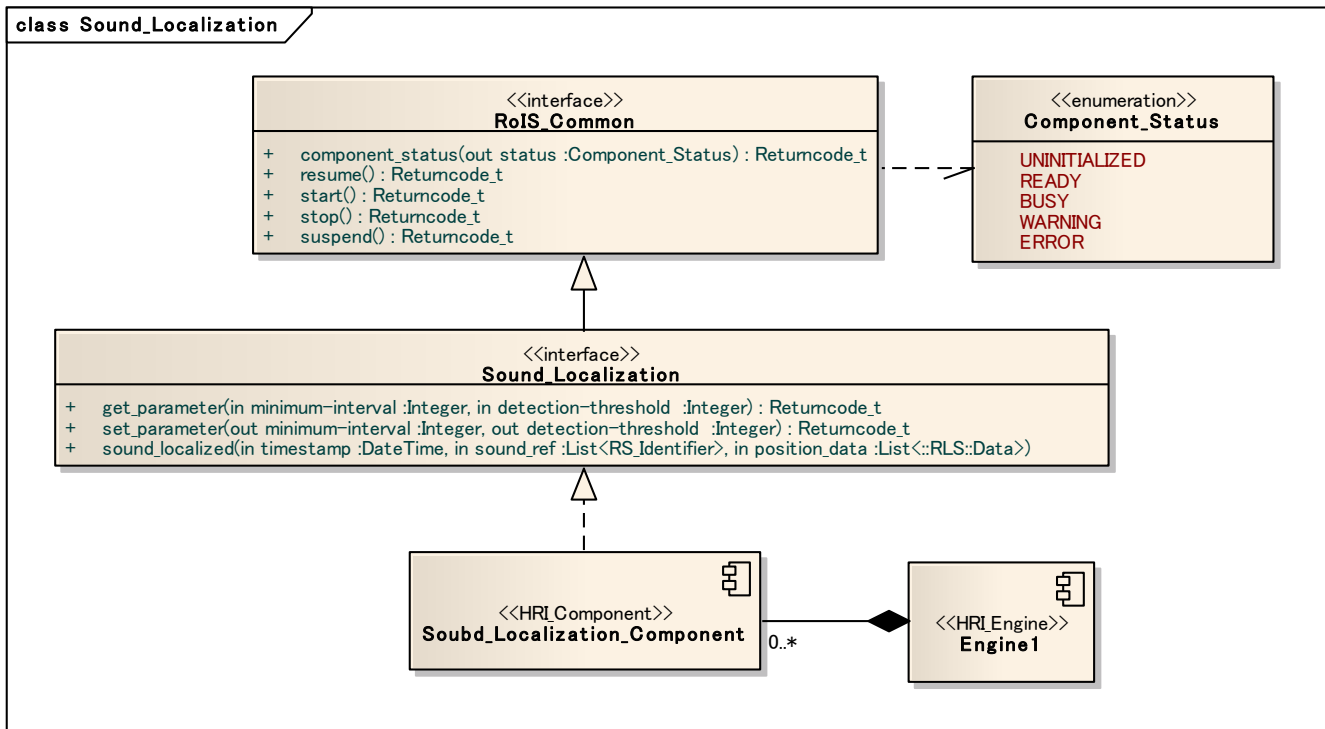 class Sound_Localization
<<interface>>
RoIS_Common
+ component_status(out status :Component_Status) : Returncode_t
+ resume() : Returncode_t
+ start() : Returncode_t
+ stop() : Returncode_t
+ suspend() : Returncode_t
<<enumeration>>
Component_Status
UNINITIALIZED
READY
BUSY
WARNING
ERROR
<<interface>>
Sound_Localization
+ get_parameter(in minimum-interval :Integer, in detection-threshold :Integer) : Returncode_t
+ set_parameter(out minimum-interval :Integer, out detection-threshold :Integer) : Returncode_t
+ sound_localized(in timestamp :DateTime, in sound_ref :List<RS_Identifier>, in position_data :List<::RLS::Data>)
<<HRI_Component>>
Soubd_Localization_Component
0..*
<<HRI_Engine>>
Engine1